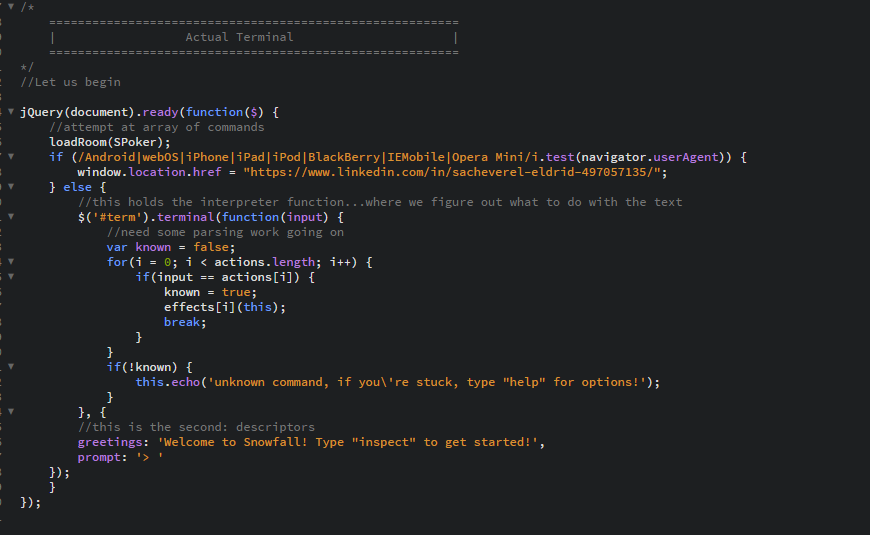 /*
=========================================================
| Actual Terminal |
=========================================================
*/
//Let us begin
jQuery(document).ready(function($) {
//attempt at array of commands
loadRoom(SPoker);
if (/Android|webOS|iPhone|iPad|iPod|BlackBerry|IEMobile|Opera Mini/i.test(navigator.userAgent)) {
window.location.href = "https://www.linkedin.com/in/sacheverel-eldrid-497057135/";
} else {
//this holds the interpreter function...where we figure out what to do with the text
$('#term').terminal(function(input) {
//need some parsing work going on
var known = false;
for(i = 0; i < actions.length; i++) {
if(input == actions[i]) {
known = true;
effects[i](this);
break;
}
}
if(!known) {
this.echo('unknown command, if you\'re stuck, type "help" for options!');
}
}, {
//this is the second: descriptors
greetings: 'Welcome to Snowfall! Type "inspect" to get started!',
prompt: '> '
});
}
});